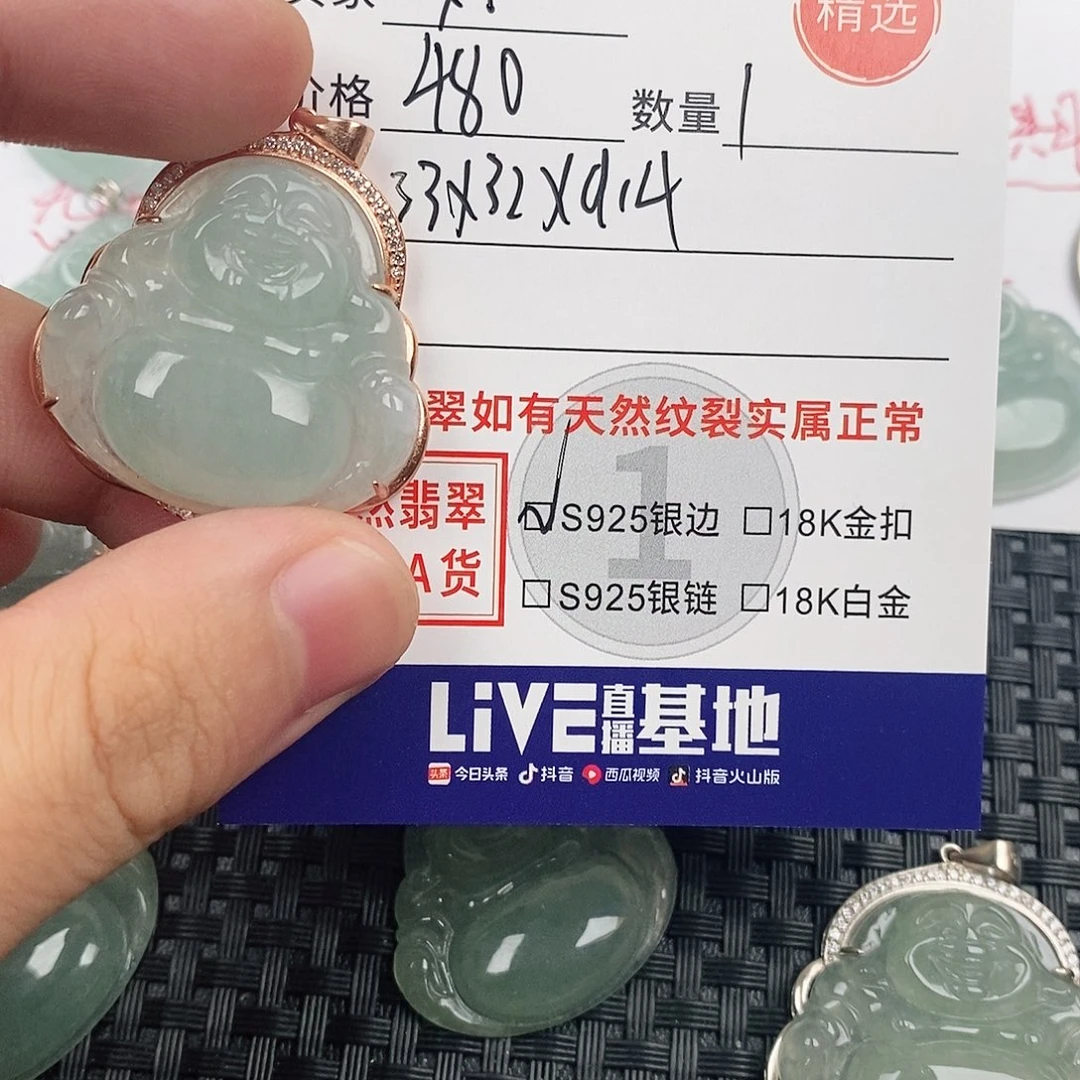 精选
价格 480 数量 1
33X32X9.4
翠如有天然纹裂实属正常
然翡翠 ☑S925银边 □18K金扣
A货 □S925银链 □18K白金
LiVE直播基地
头条 今日头条 抖音 西瓜视频 抖音火山版